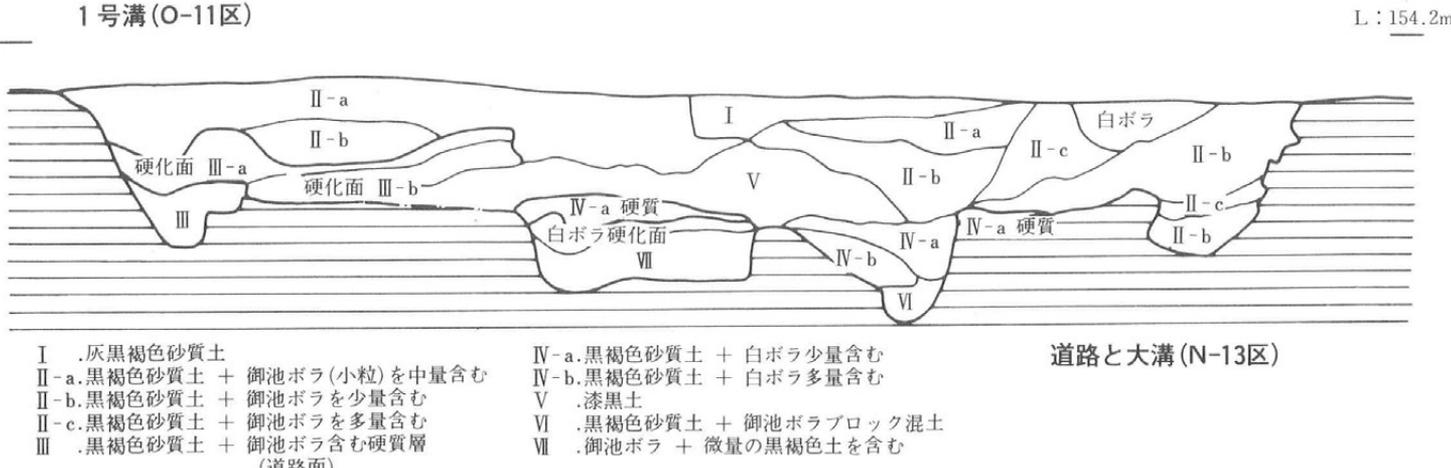 1号溝(O-11区)
L：154.2m
Ⅱ-a
Ⅰ
Ⅱ-a
白ボラ
Ⅱ-b
Ⅱ-c
Ⅱ-b
硬化面 Ⅲ-a
硬化面 Ⅲ-b
Ⅴ
Ⅱ-b
Ⅲ
Ⅳ-a 硬質
Ⅱ-c
白ボラ硬化面
Ⅳ-a
Ⅳ-a 硬質
Ⅱ-b
Ⅶ
Ⅳ-b
Ⅵ
Ⅰ .灰黒褐色砂質土
Ⅱ-a.黒褐色砂質土 + 御池ボラ(小粒)を中量含む
Ⅱ-b.黒褐色砂質土 + 御池ボラを少量含む
Ⅱ-c.黒褐色砂質土 + 御池ボラを多量含む
Ⅲ .黒褐色砂質土 + 御池ボラ含む硬質層
(道路面)
Ⅳ-a.黒褐色砂質土 + 白ボラ少量含む
Ⅳ-b.黒褐色砂質土 + 白ボラ多量含む
Ⅴ .漆黒土
Ⅵ .黒褐色砂質土 + 御池ボラブロック混土
Ⅶ .御池ボラ + 微量の黒褐色土を含む
道路と大溝(N-13区)